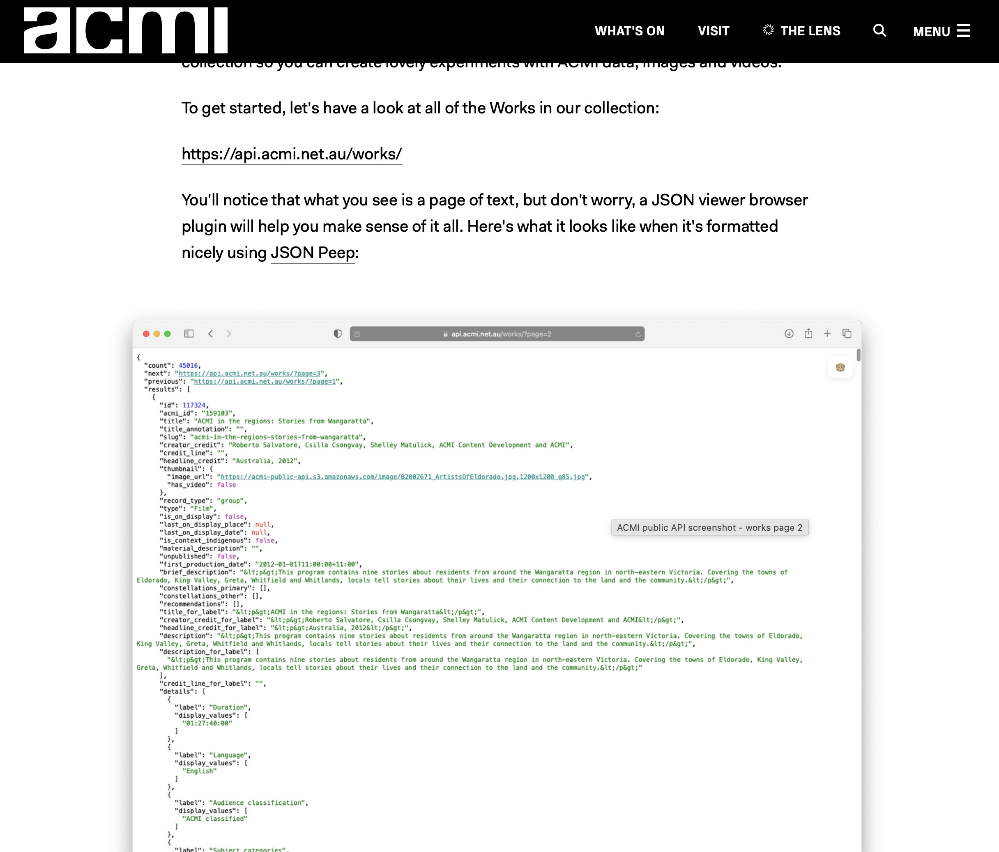 acmi
WHAT'S ON
VISIT
THE LENS
MENU
collection so you can create lovely experiments with ACMI data, images and videos.
To get started, let's have a look at all of the Works in our collection:
https://api.acmi.net.au/works/
You'll notice that what you see is a page of text, but don't worry, a JSON viewer browser
plugin will help you make sense of it all. Here's what it looks like when it's formatted
nicely using JSON Peep:
api.acmi.net.au/works/?page=2
{
"count": 45016,
"next": "https://api.acmi.net.au/works/?page=3",
"previous": "https://api.acmi.net.au/works/?page=1",
"results": [
{
"id": 117324,
"acmi_id": "159103",
"title": "ACMI in the regions: Stories from Wangaratta",
"title_annotation": "",
"slug": "acmi-in-the-regions-stories-from-wangaratta",
"creator_credit": "Roberto Salvatore, Csilla Csongvay, Shelley Matulick, ACMI Content Development and ACMI",
"credit_line": "",
"headline_credit": "Australia, 2012",
"thumbnail": {
"image_url": "https://acmi-public-api.s3.amazonaws.com/image/B2002671_ArtistsOfEldorado.jpg.1200x1200_q85.jpg",
"has_video": false
},
"record_type": "group",
"type": "Film",
"is_on_display": false,
"last_on_display_place": null,
"last_on_display_date": null,
"is_context_indigenous": false,
"material_description": "",
"unpublished": false,
"first_production_date": "2012-01-01T11:00:00+11:00",
"brief_description": "&lt;p&gt;This program contains nine stories about residents from around the Wangaratta region in north-eastern Victoria. Covering the towns of
Eldorado, King Valley, Greta, Whitfield and Whitlands, locals tell stories about their lives and their connection to the land and the community.&lt;/p&gt;",
"constellations_primary": [],
"constellations_other": [],
"recommendations": [],
"title_for_label": "&lt;p&gt;ACMI in the regions: Stories from Wangaratta&lt;/p&gt;",
"creator_credit_for_label": "&lt;p&gt;Roberto Salvatore, Csilla Csongvay, Shelley Matulick, ACMI Content Development and ACMI&lt;/p&gt;",
"headline_credit_for_label": "&lt;p&gt;Australia, 2012&lt;/p&gt;",
"description": "&lt;p&gt;This program contains nine stories about residents from around the Wangaratta region in north-eastern Victoria. Covering the towns of Eldorado,
King Valley, Greta, Whitfield and Whitlands, locals tell stories about their lives and their connection to the land and the community.&lt;/p&gt;",
"description_for_label": [
"&lt;p&gt;This program contains nine stories about residents from around the Wangaratta region in north-eastern Victoria. Covering the towns of Eldorado, King Valley,
Greta, Whitfield and Whitlands, locals tell stories about their lives and their connection to the land and the community.&lt;/p&gt;"
],
"credit_line_for_label": "",
"details": [
{
"label": "Duration",
"display_values": [
"01:27:40:00"
]
},
{
"label": "Language",
"display_values": [
"English"
]
},
{
"label": "Audience classification",
"display_values": [
"ACMI classified"
]
},
{
"label": "Subject categories",
ACMI public API screenshot - works page 2